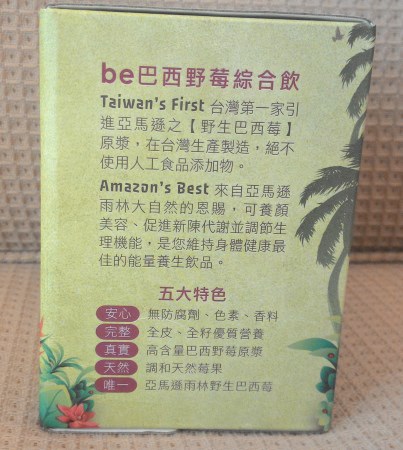 be巴西野莓綜合飲
Taiwan's First 台灣第一家引
進亞馬遜之【野生巴西莓】
原漿，在台灣生產製造，絕不
使用人工食品添加物。
Amazon's Best 來自亞馬遜
雨林大自然的恩賜，可養顏
美容、促進新陳代謝並調節生
理機能，是您維持身體健康最
佳的能量養生飲品。
五大特色
安心 無防腐劑、色素、香料
完整 全皮、全籽優質營養
真實 高含量巴西野莓原漿
天然 調和天然莓果
唯一 亞馬遜雨林野生巴西莓